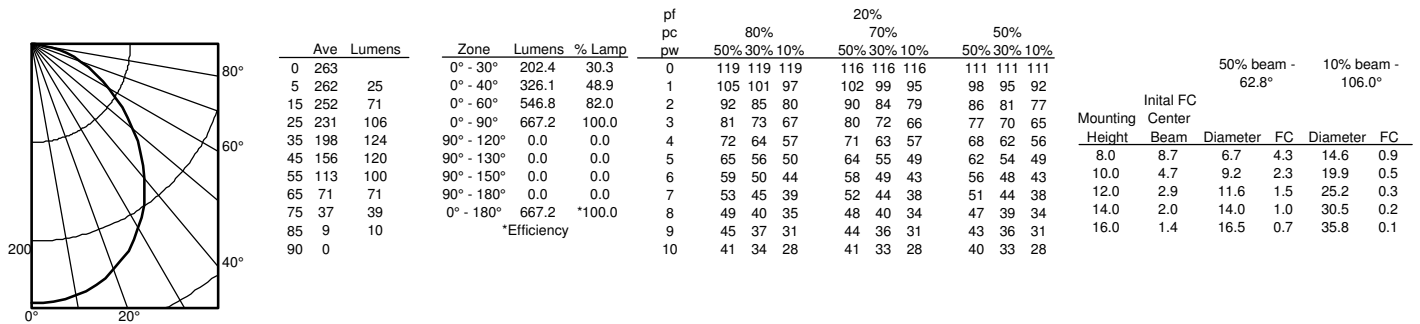 80°
60°
200
40°
0° 20°
Ave Lumens
0 263
5 262 25
15 252 71
25 231 106
35 198 124
45 156 120
55 113 100
65 71 71
75 37 39
85 9 10
90 0
Zone Lumens % Lamp
0° - 30° 202.4 30.3
0° - 40° 326.1 48.9
0° - 60° 546.8 82.0
0° - 90° 667.2 100.0
90° - 120° 0.0 0.0
90° - 130° 0.0 0.0
90° - 150° 0.0 0.0
90° - 180° 0.0 0.0
0° - 180° 667.2 *100.0
*Efficiency
pf 20%
pc 80% 70% 50%
pw 50% 30% 10% 50% 30% 10% 50% 30% 10%
0 119 119 119 116 116 116 111 111 111
1 105 101 97 102 99 95 98 95 92
2 92 85 80 90 84 79 86 81 77
3 81 73 67 80 72 66 77 70 65
4 72 64 57 71 63 57 68 62 56
5 65 56 50 64 55 49 62 54 49
6 59 50 44 58 49 43 56 48 43
7 53 45 39 52 44 38 51 44 38
8 49 40 35 48 40 34 47 39 34
9 45 37 31 44 36 31 43 36 31
10 41 34 28 41 33 28 40 33 28
50% beam - 10% beam -
62.8° 106.0°
Inital FC
Mounting Center
Height Beam Diameter FC Diameter FC
8.0 8.7 6.7 4.3 14.6 0.9
10.0 4.7 9.2 2.3 19.9 0.5
12.0 2.9 11.6 1.5 25.2 0.3
14.0 2.0 14.0 1.0 30.5 0.2
16.0 1.4 16.5 0.7 35.8 0.1